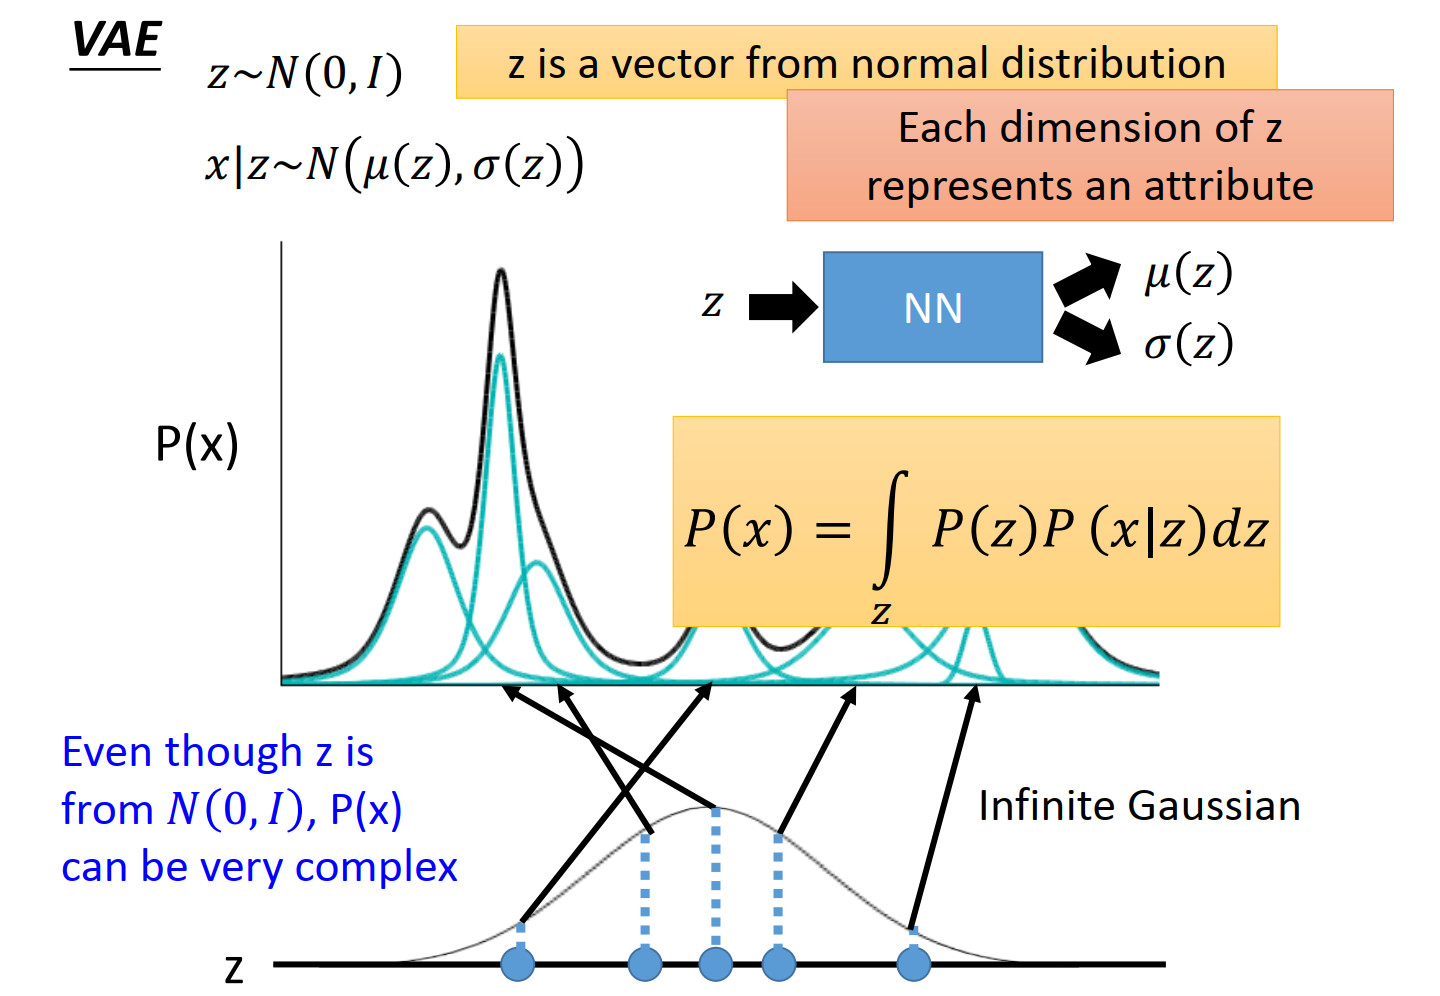 VAE
z~N(0, I)
z is a vector from normal distribution
x|z~N(μ(z), σ(z))
Each dimension of z
represents an attribute
z
NN
μ(z)
σ(z)
P(x)
P(x) = ∫ P(z)P (x|z)dz
z
Even though z is
from N(0, I), P(x)
can be very complex
Infinite Gaussian
z